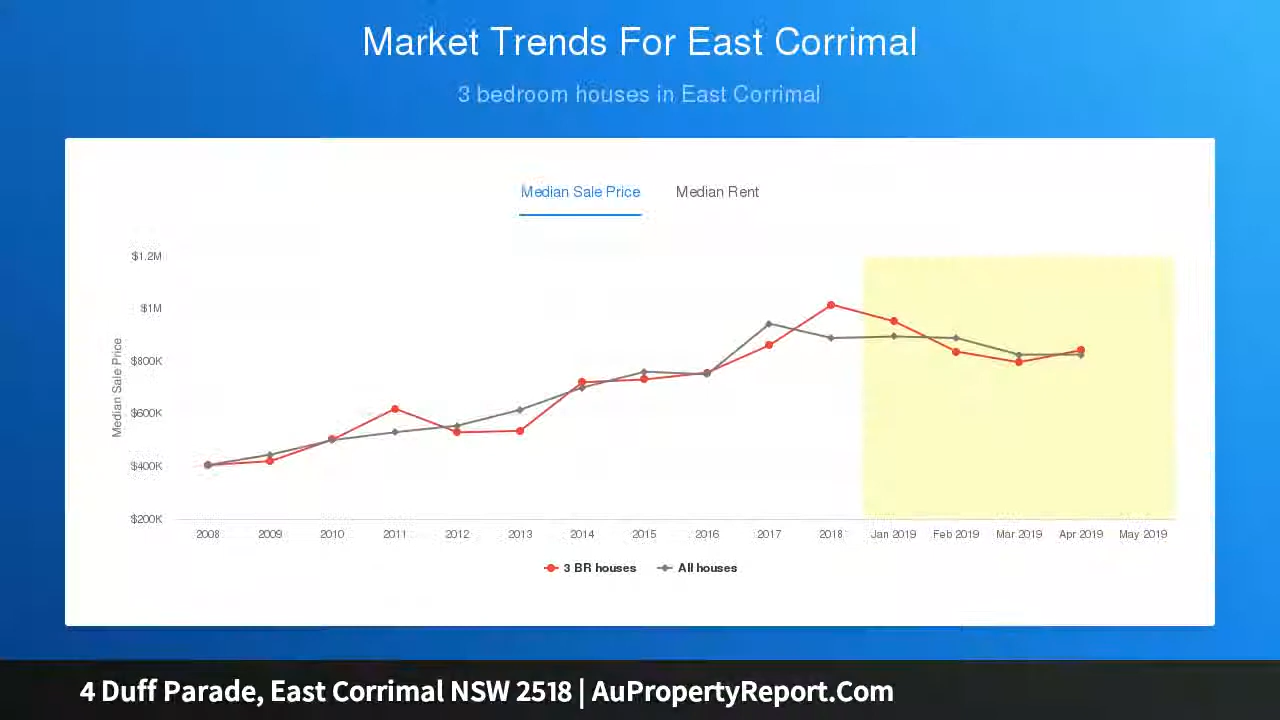 Market Trends For East Corrimal
3 bedroom houses in East Corrimal
Median Sale Price Median Rent
$1.2M
$1M
$800K
$600K
$400K
$200K
Median Sale Price
2008 2009 2010 2011 2012 2013 2014 2015 2016 2017 2018 Jan 2019 Feb 2019 Mar 2019 Apr 2019 May 2019
3 BR houses All houses
4 Duff Parade, East Corrimal NSW 2518 | AuPropertyReport.Com